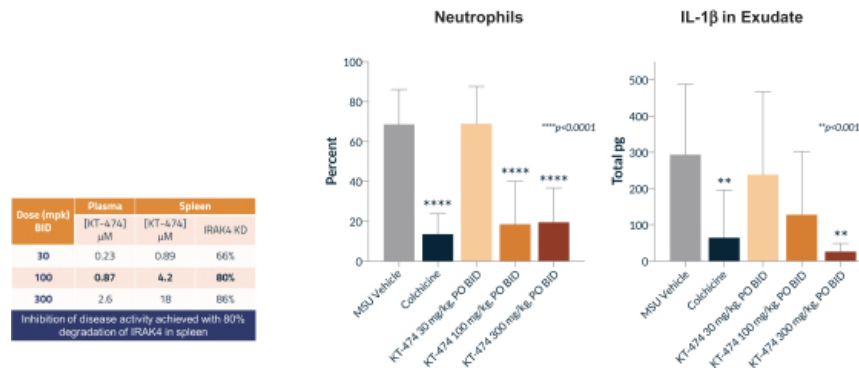 Dose (mpk) BID
Plasma
Spleen
[KT-474] μM
[KT-474] μM
IRAK4 KD
30 0.23 0.89 66%
100 0.87 4.2 80%
300 2.6 18 86%
Inhibition of disease activity achieved with 80%
degradation of IRAK4 in spleen
Neutrophils
Percent
100
80
60
40
20
0
****p<0.0001
****
****
****
MSU Vehicle
Colchicine
KT-474 30 mg/kg, PO BID
KT-474 100 mg/kg, PO BID
KT-474 300 mg/kg, PO BID
IL-1β in Exudate
Total pg
500
400
300
200
100
0
**p<0.001
**
**
MSU Vehicle
Colchicine
KT-474 30 mg/kg, PO BID
KT-474 100 mg/kg, PO BID
KT-474 300 mg/kg, PO BID